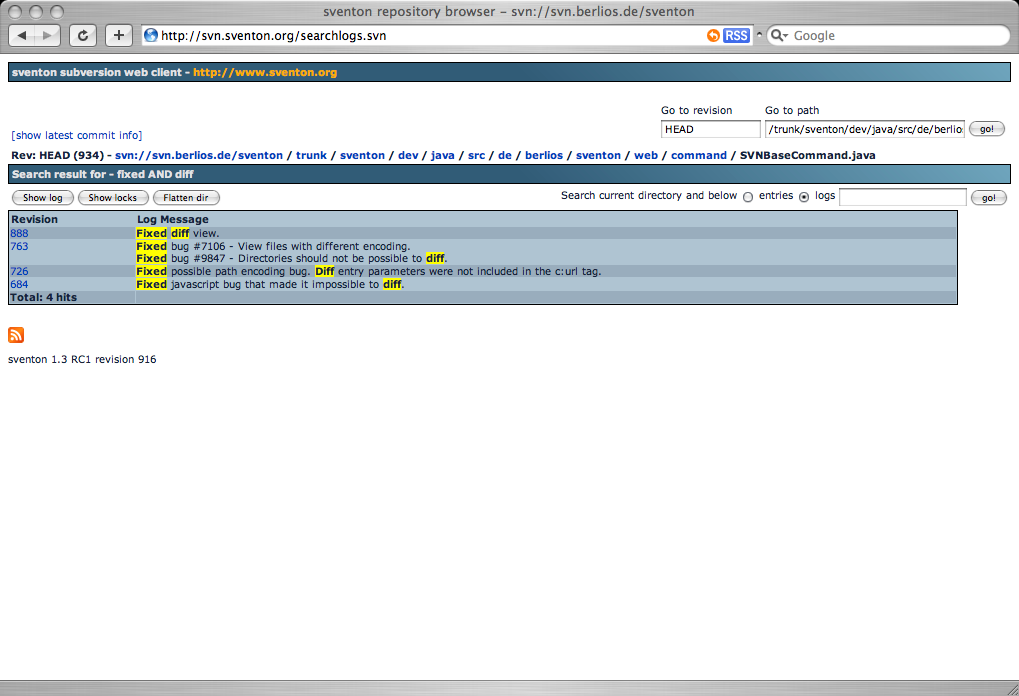 sventon repository browser – svn://svn.berlios.de/sventon
http://svn.sventon.org/searchlogs.svn RSS Google
sventon subversion web client - http://www.sventon.org
Go to revision Go to path
[show latest commit info] HEAD /trunk/sventon/dev/java/src/de/berlios go!
Rev: HEAD (934) - svn://svn.berlios.de/sventon / trunk / sventon / dev / java / src / de / berlios / sventon / web / command / SVNBaseCommand.java
Search result for - fixed AND diff
Show log Show locks Flatten dir Search current directory and below entries logs go!
Revision Log Message
888 Fixed diff view.
763 Fixed bug #7106 - View files with different encoding.
Fixed bug #9847 - Directories should not be possible to diff.
726 Fixed possible path encoding bug. Diff entry parameters were not included in the c:url tag.
684 Fixed javascript bug that made it impossible to diff.
Total: 4 hits
sventon 1.3 RC1 revision 916